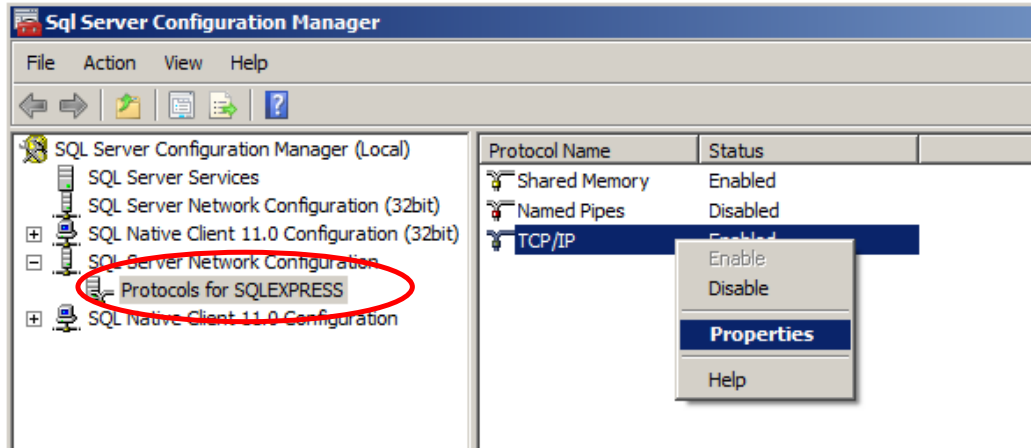 Sql Server Configuration Manager
File Action View Help
SQL Server Configuration Manager (Local)
SQL Server Services
SQL Server Network Configuration (32bit)
SQL Native Client 11.0 Configuration (32bit)
SQL Server Network Configuration
Protocols for SQLEXPRESS
SQL Native Client 11.0 Configuration
Protocol Name Status
Shared Memory Enabled
Named Pipes Disabled
TCP/IP Enabled
Enable
Disable
Properties
Help